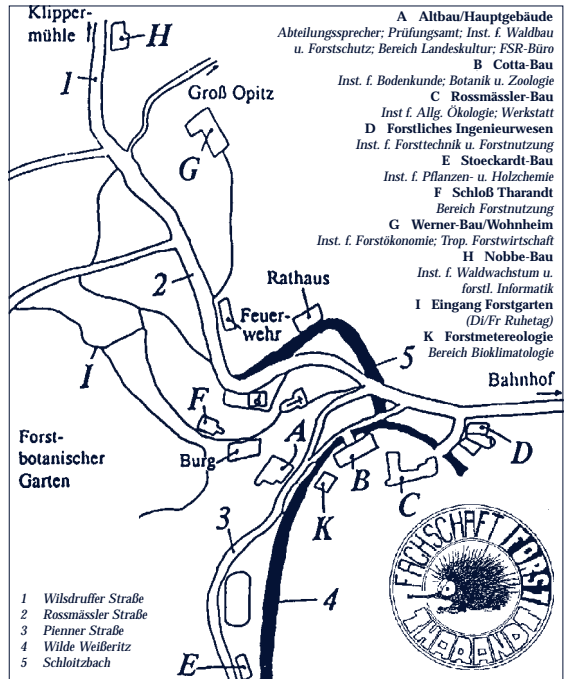 Klipper-
mühle
H
1
Groß Opitz
G
A Altbau/Hauptgebäude
Abteilungssprecher; Prüfungsamt; Inst. f. Waldbau
u. Forstschutz; Bereich Landeskultur; FSR-Büro
B Cotta-Bau
Inst. f. Bodenkunde; Botanik u. Zoologie
C Rossmässler-Bau
Inst f. Allg. Ökologie; Werkstatt
D Forstliches Ingenieurwesen
Inst. f. Forsttechnik u. Forstnutzung
E Stoeckardt-Bau
Inst. f. Pflanzen- u. Holzchemie
F Schloß Tharandt
Bereich Forstnutzung
G Werner-Bau/Wohnheim
Inst. f. Forstökonomie; Trop. Forstwirtschaft
H Nobbe-Bau
Inst. f. Waldwachstum u.
forstl. Informatik
I Eingang Forstgarten
(Di/Fr Ruhetag)
K Forstmetereologie
Bereich Bioklimatologie
2
Rathaus
Feuer-
wehr
5
Bahnhof
I
F
Forst-
botanischer
Garten
Burg
A
B
C
D
K
3
4
E
FACHSCHAFT FORST!
THARANDT
1 Wilsdruffer Straße
2 Rossmässler Straße
3 Pienner Straße
4 Wilde Weißeritz
5 Schloitzbach